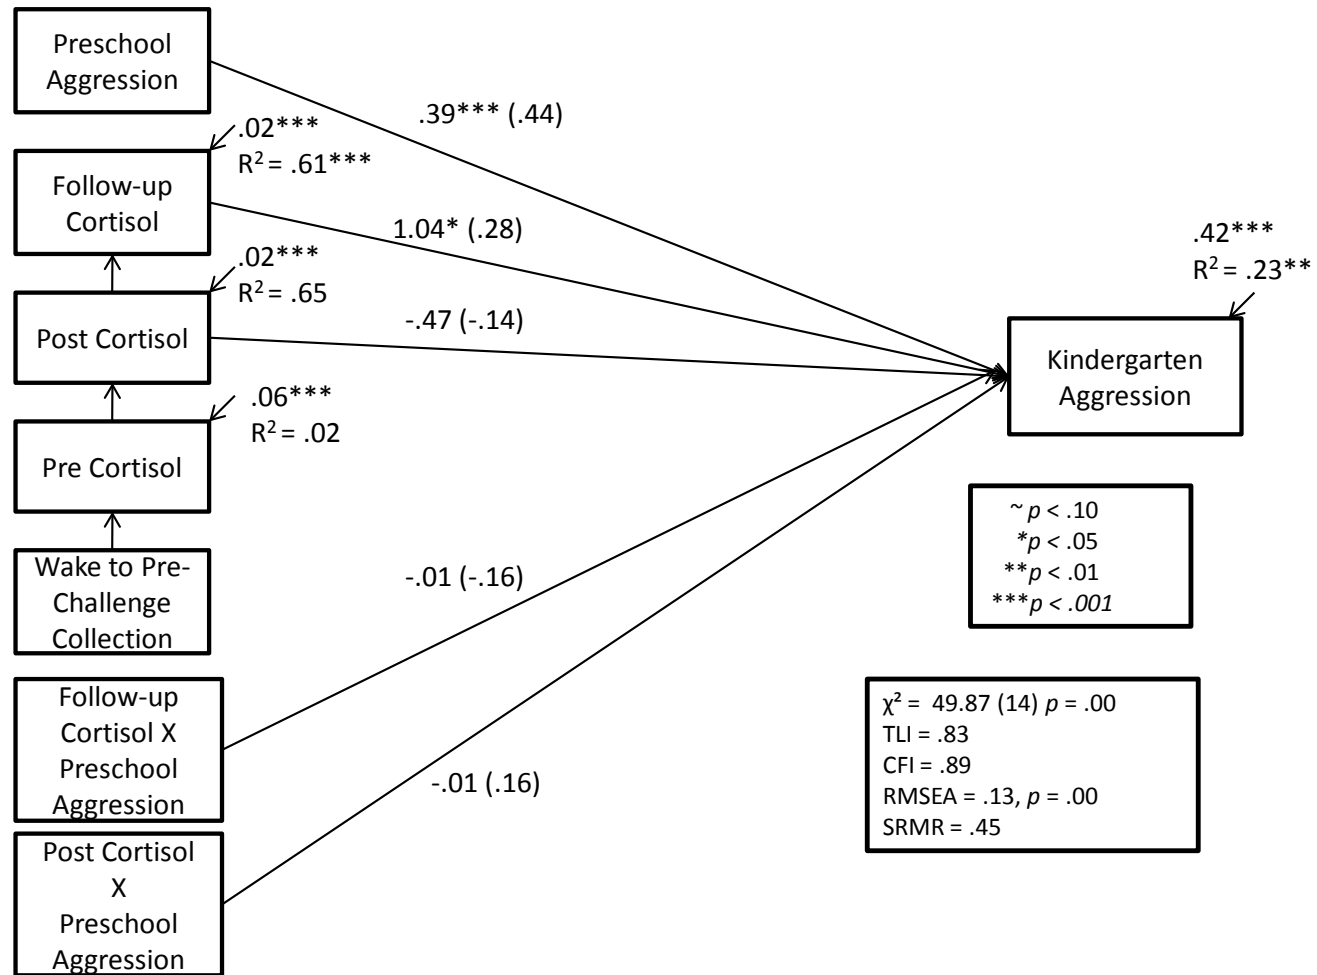 Preschool
Aggression
.39*** (.44)
.02***
R² = .61***
Follow-up
Cortisol
1.04* (.28)
.42***
R² = .23**
.02***
R² = .65
Post Cortisol
-.47 (-.14)
Kindergarten
Aggression
.06***
R² = .02
Pre Cortisol
~ p < .10
*p < .05
**p < .01
***p < .001
Wake to Pre-
Challenge
Collection
-.01 (-.16)
Follow-up
Cortisol X
Preschool
Aggression
-.01 (.16)
χ² = 49.87 (14) p = .00
TLI = .83
CFI = .89
RMSEA = .13, p = .00
SRMR = .45
Post Cortisol
X
Preschool
Aggression